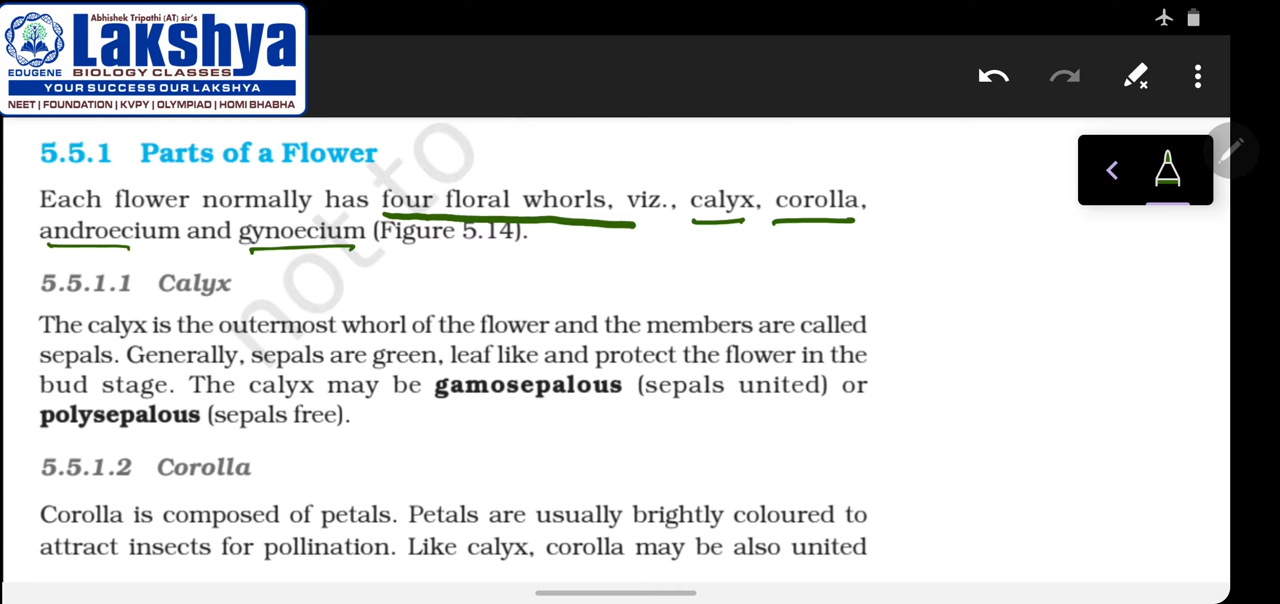 Abhishek Tripathi (AT) sir's
Lakshya
EDUGENE BIOLOGY CLASSES
YOUR SUCCESS OUR LAKSHYA
NEET | FOUNDATION | KVPY | OLYMPIAD | HOMI BHABHA
5.5.1 Parts of a Flower
Each flower normally has four floral whorls, viz., calyx, corolla,
androecium and gynoecium (Figure 5.14).
5.5.1.1 Calyx
The calyx is the outermost whorl of the flower and the members are called
sepals. Generally, sepals are green, leaf like and protect the flower in the
bud stage. The calyx may be gamosepalous (sepals united) or
polysepalous (sepals free).
5.5.1.2 Corolla
Corolla is composed of petals. Petals are usually brightly coloured to
attract insects for pollination. Like calyx, corolla may be also united
not to